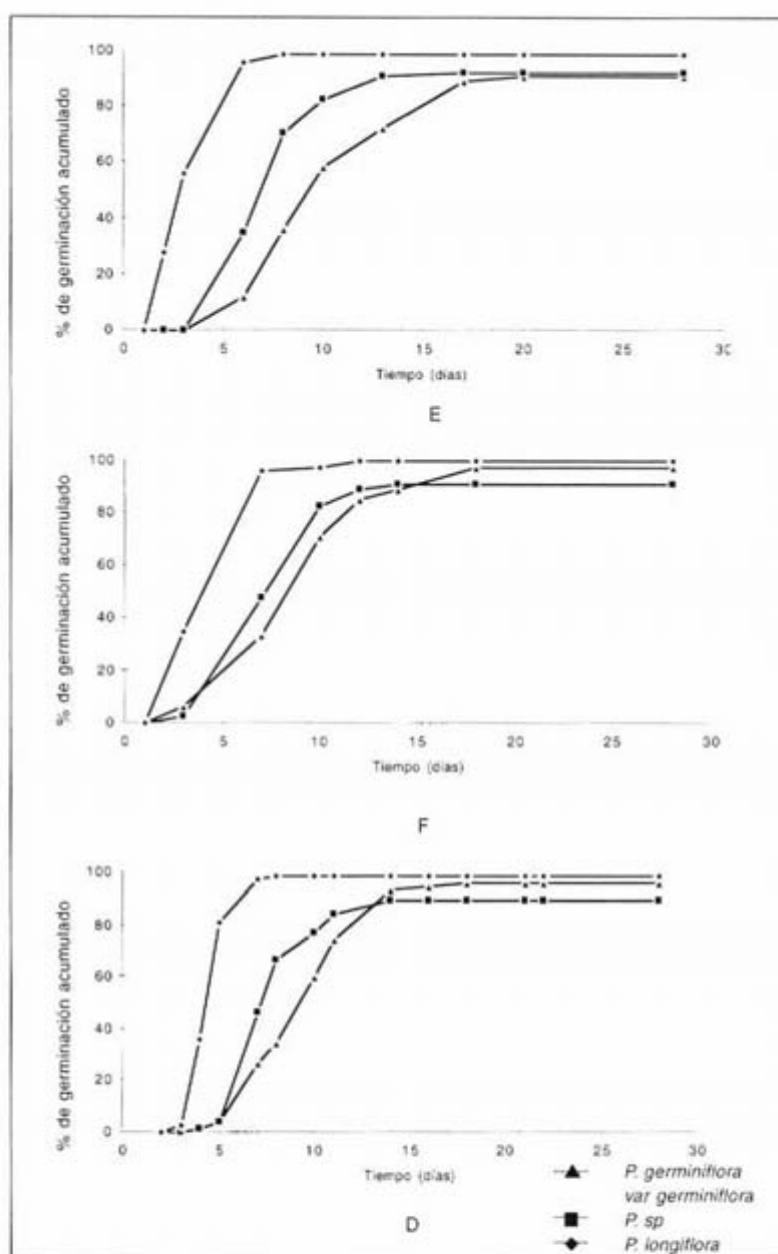 % de germinación acumulado
100
80
60
40
20
0
0 5 10 15 20 25 30
Tiempo (días)
E
% de germinación acumulado
100
80
60
40
20
0
0 5 10 15 20 25 30
Tiempo (días)
F
% de germinación acumulado
100
80
60
40
20
0
0 5 10 15 20 25 30
Tiempo (días)
D
P. germiniflora
var germiniflora
P. sp
P. longiflora